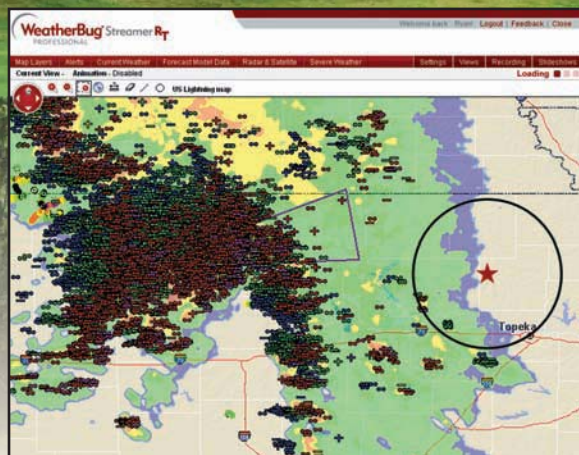 WeatherBug® Streamer RT
PROFESSIONAL
Welcome back River Logout | Feedback | Close
Map Layers Alerts Current Weather Forecast Model Data Radar & Satellite Severe Weather Settings Views Recording Slideshows
Current View - Animation - Disabled
Loading
US Lightning map
Topeka